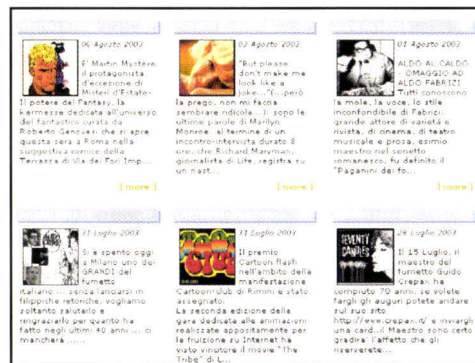 06 Agosto 2003
E' Martin Mystère
il protagonista
d'eccezione di
Misteri d'Estate-
Il potere del Fantasy, la
kermesse dedicata all'universo
del fantastico curata da
Roberto Genovesi che si apre
questa sera a Roma nella
suggestiva cornice della
Terrazza di Via dei Fori Imp...
[more]
03 Agosto 2003
"But please
don't make me
look like a
joke..."(...però
la prego, non mi faccia
sembrare ridicola...): sono le
ultime parole di Marilyn
Monroe, al termine di un
incontro-intervista durato 8
ore, che Richard Maryman,
giornalista di Life, registra su
un nast...
[more]
01 Agosto 2003
ALDO AL CALDO
- OMAGGIO AD
ALDO FABRIZI
Tutti conoscono
la mole, la voce, lo stile
inconfondibile di Fabrizi,
grande attore di varietà e
rivista, di cinema, di teatro
musicale e prosa, esimio
maestro nel sonetto
romanesco, fu definito il
"Paganini dei fo...
[more]
31 Luglio 2003
Si è spento oggi
a Milano uno dei
GRANDI del
fumetto
italiano ... senza lanciarsi in
filippiche retoriche, vogliamo
soltanto salutarlo e
ringraziarlo per quanto ha
fatto negli ultimi 40 anni ... ci
mancherà ......
31 Luglio 2003
Il premio
Cartoon Flash
nell'ambito della
manifestazione
Cartoon club di Rimini è stato
assegnato.
La seconda edizione della
gara dedicata alle animazioni
realizzate appositamente per
la fruizione su Internet ha
visto vincitore il movie "The
Tribe" di L...
28 Luglio 2003
SEVENTY
CANDLES
Il 15 Luglio, il
maestro del
fumetto Guido
Crepax, ha
compiuto 70 anni, se volete
fargli gli auguri potete andare
sul suo sito
http://www.crepax.it/ e inviargli
una card...il Maestro sono certo
gradira' l'affetto che gli
riserverete...